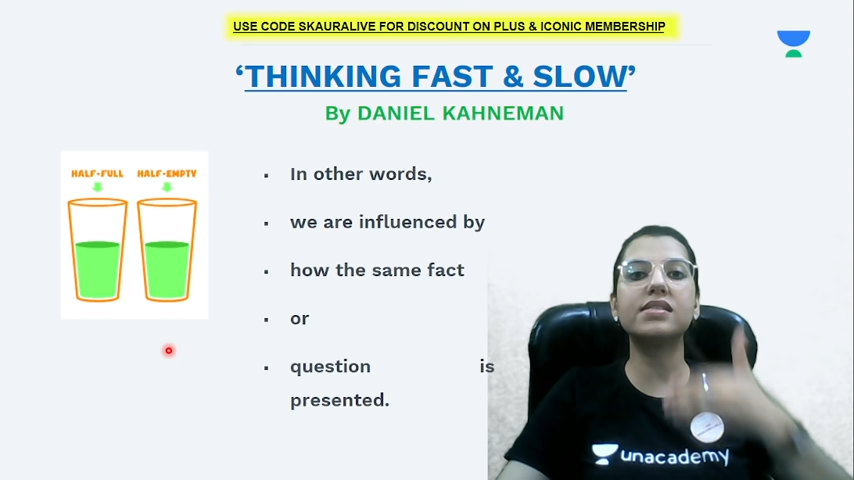 USE CODE SKAURALIVE FOR DISCOUNT ON PLUS & ICONIC MEMBERSHIP
‘THINKING FAST & SLOW’
By DANIEL KAHNEMAN
HALF-FULL HALF-EMPTY
In other words,
we are influenced by
how the same fact
or
question is
presented.
unacademy